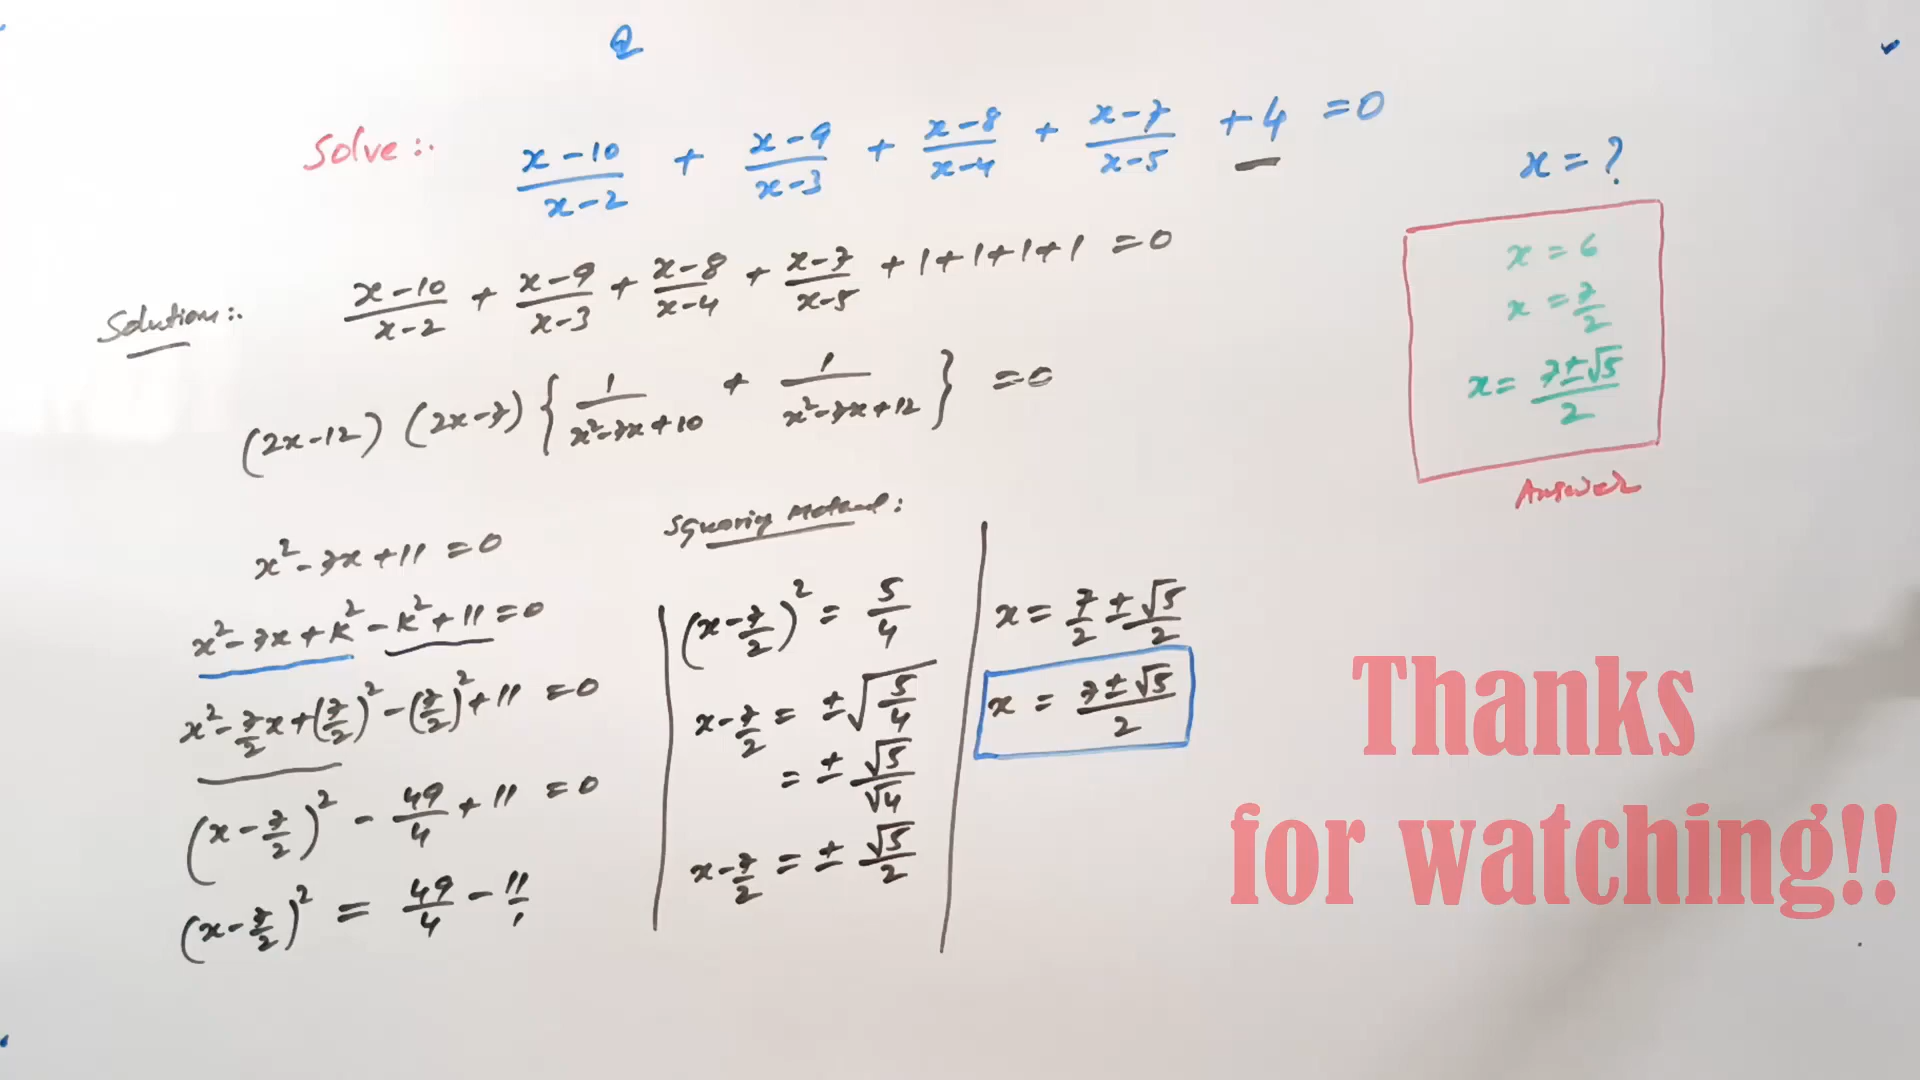 Q
Solve:. (x-10)/(x-2) + (x-9)/(x-3) + (x-8)/(x-4) + (x-7)/(x-5) + 4 = 0
x = ?
Solution:. (x-10)/(x-2) + (x-9)/(x-3) + (x-8)/(x-4) + (x-7)/(x-5) + 1+1+1+1 = 0
(2x-12) (2x-7) { 1/(x²-7x+10) + 1/(x²-7x+12) } = 0
x = 6
x = 7/2
x = (7±√5)/2
Answer
x² - 7x + 11 = 0
x² - 7x + k² - k² + 11 = 0
x² - 7/2 x + (7/2)² - (7/2)² + 11 = 0
(x - 7/2)² - 49/4 + 11 = 0
(x - 7/2)² = 49/4 - 11/1
Squaring Method:
(x - 7/2)² = 5/4
x - 7/2 = ±√(5/4)
= ± √5/√4
x - 7/2 = ± √5/2
x = 7/2 ± √5/2
x = (7±√5)/2
Thanks
for watching!!